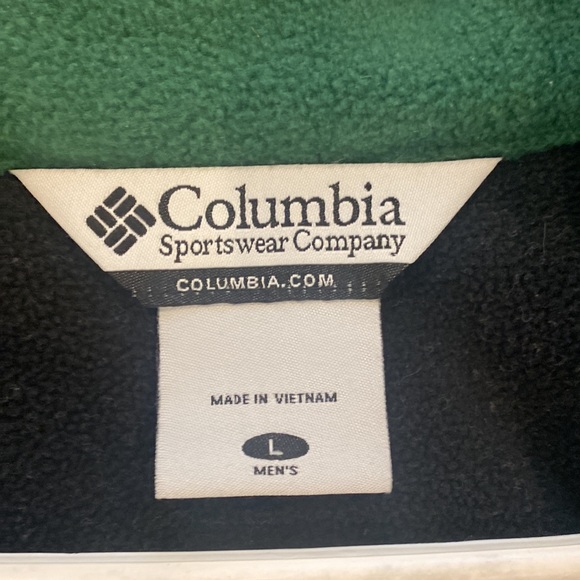 Columbia
Sportswear Company
COLUMBIA.COM
MADE IN VIETNAM
L
MEN'S